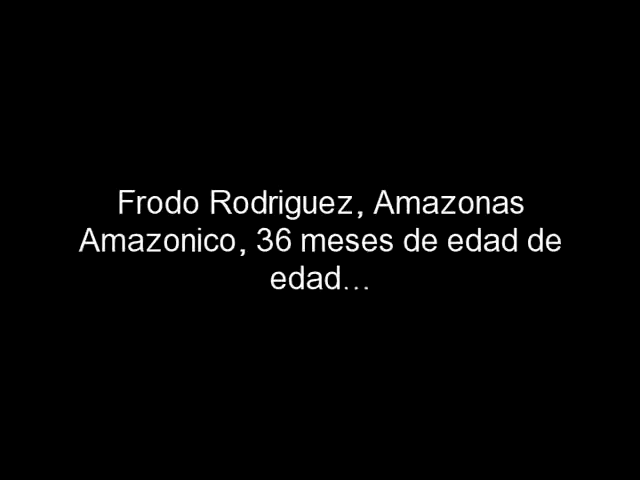 Frodo Rodriguez, Amazonas
Amazonico, 36 meses de edad de
edad...